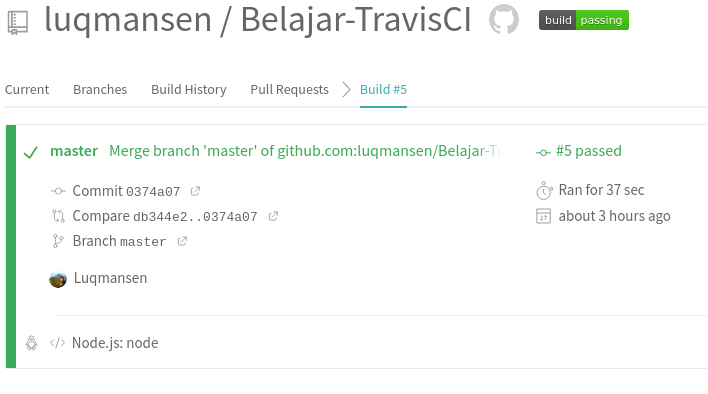 luqmansen / Belajar-TravisCI build passing
Current Branches Build History Pull Requests Build #5
master Merge branch 'master' of github.com:luqmansen/Belajar-T #5 passed
Commit 0374a07 Ran for 37 sec
Compare db344e2..0374a07 27 about 3 hours ago
Branch master
Luqmansen
</> Node.js: node